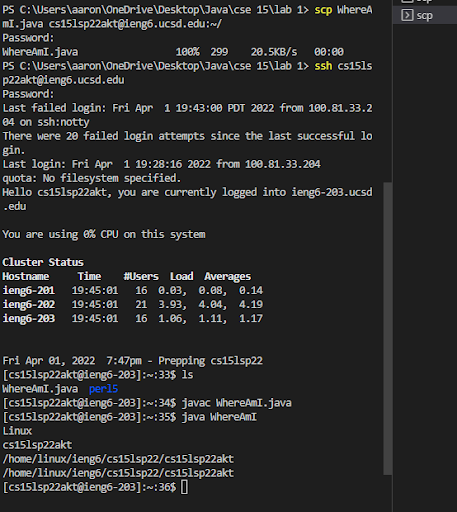 PS C:\Users\aaron\OneDrive\Desktop\Java\cse 15\lab 1> scp WhereA
mI.java cs15lsp22akt@ieng6.ucsd.edu:~/
Password:
WhereAmI.java 100% 299 20.5KB/s 00:00
PS C:\Users\aaron\OneDrive\Desktop\Java\cse 15\lab 1> ssh cs15ls
p22akt@ieng6.ucsd.edu
Password:
Last failed login: Fri Apr 1 19:43:00 PDT 2022 from 100.81.33.2
04 on ssh:notty
There were 20 failed login attempts since the last successful lo
gin.
Last login: Fri Apr 1 19:28:16 2022 from 100.81.33.204
quota: No filesystem specified.
Hello cs15lsp22akt, you are currently logged into ieng6-203.ucsd
.edu
You are using 0% CPU on this system
Cluster Status
Hostname Time #Users Load Averages
ieng6-201 19:45:01 16 0.03, 0.08, 0.14
ieng6-202 19:45:01 21 3.93, 4.04, 4.19
ieng6-203 19:45:01 16 1.06, 1.11, 1.17
Fri Apr 01, 2022 7:47pm - Prepping cs15lsp22
[cs15lsp22akt@ieng6-203]:~:33$ ls
WhereAmI.java perl5
[cs15lsp22akt@ieng6-203]:~:34$ javac WhereAmI.java
[cs15lsp22akt@ieng6-203]:~:35$ java WhereAmI
Linux
cs15lsp22akt
/home/linux/ieng6/cs15lsp22/cs15lsp22akt
/home/linux/ieng6/cs15lsp22/cs15lsp22akt
[cs15lsp22akt@ieng6-203]:~:36$
scp